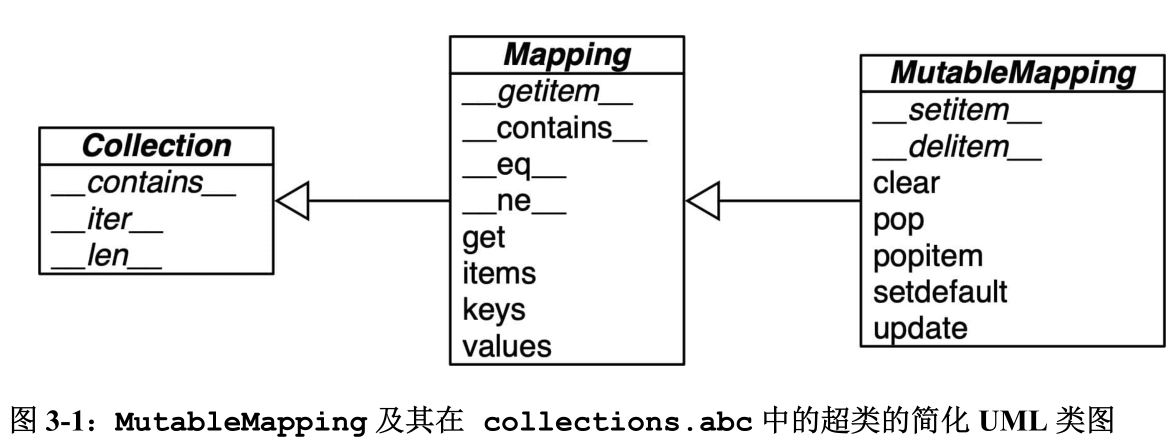 Collection
__contains__
__iter__
__len__
Mapping
__getitem__
__contains__
__eq__
__ne__
get
items
keys
values
MutableMapping
__setitem__
__delitem__
clear
pop
popitem
setdefault
update
图 3-1：MutableMapping 及其在 collections.abc 中的超类的简化 UML 类图